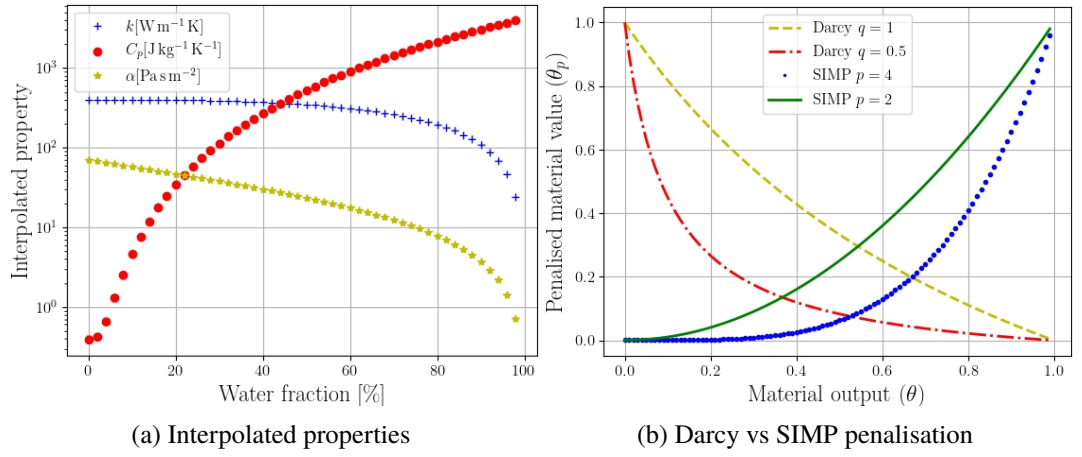 k[W m⁻¹ K]
C_p[J kg⁻¹ K⁻¹]
α[Pa s m⁻²]
10³
10²
10¹
10⁰
Interpolated property
0 20 40 60 80 100
Water fraction [%]
(a) Interpolated properties
Darcy q = 1
Darcy q = 0.5
SIMP p = 4
SIMP p = 2
1.0
0.8
0.6
0.4
0.2
0.0
Penalised material value (θ_p)
0.0 0.2 0.4 0.6 0.8 1.0
Material output (θ)
(b) Darcy vs SIMP penalisation